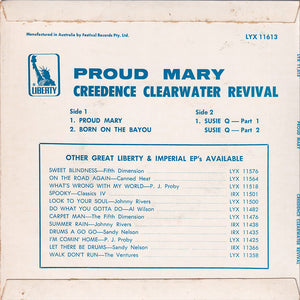 Manufactured in Australia by Festival Records Pty. Ltd.
LYX 11613
LIBERTY
PROUD MARY
CREEDENCE CLEARWATER REVIVAL
Side 1
1. PROUD MARY
2. BORN ON THE BAYOU
Side 2
1. SUSIE Q — Part 1
SUSIE Q — Part 2
OTHER GREAT LIBERTY & IMPERIAL EP's AVAILABLE
SWEET BLINDNESS—Fifth Dimension LYX 11576
ON THE ROAD AGAIN—Canned Heat LYX 11564
WHAT'S WRONG WITH MY WORLD—P. J. Proby LYX 11518
SPOOKY—Classics IV IRX 11501
LOOK TO YOUR SOUL—Johnny Rivers LYX 11500
DO WHAT YOU GOTTA DO—Al Wilson LYX 11482
CARPET MAN—The Fifth Dimension LYX 11476
SUMMER RAIN—Johnny Rivers IRX 11438
DRUMS A GO GO—Sandy Nelson IRX 11435
I'M COMIN' HOME—P. J. Proby LYX 11425
LET THERE BE DRUMS—Sandy Nelson IRX 11366
WALK DON'T RUN—The Ventures LYX 11358
PROUD MARY
CREEDENCE CLEARWATER REVIVAL